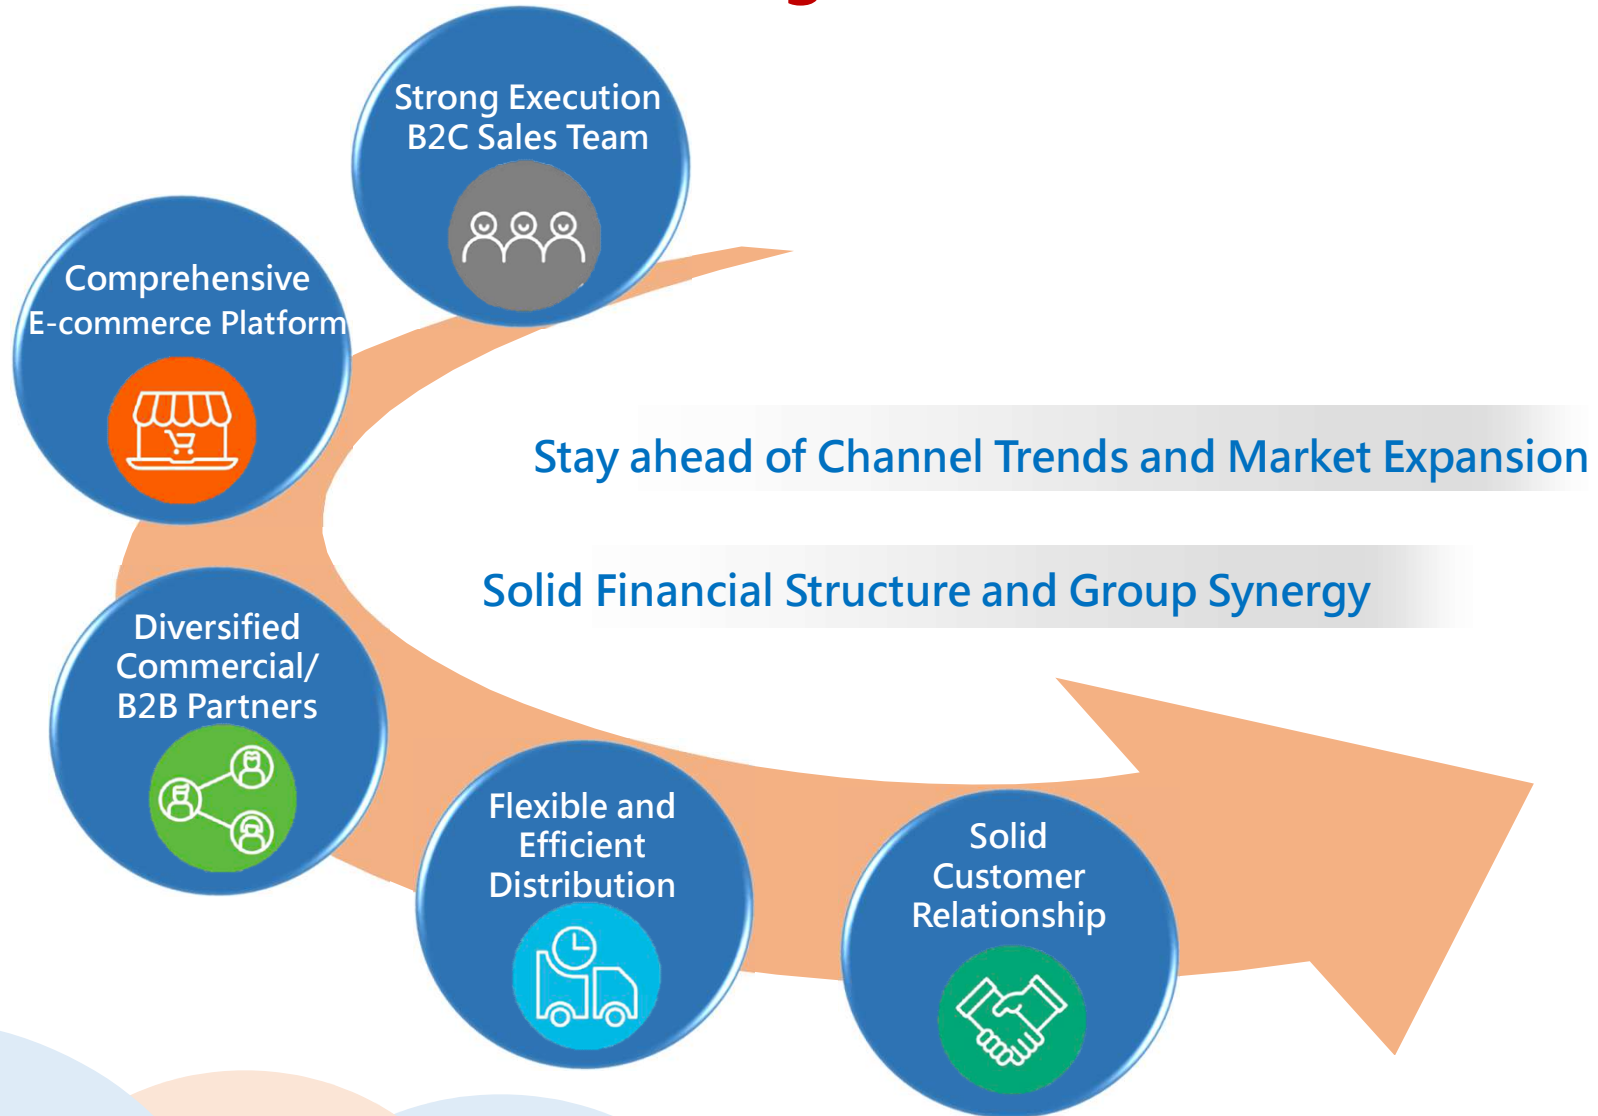 Strong Execution
B2C Sales Team
Comprehensive
E-commerce Platform
Stay ahead of Channel Trends and Market Expansion
Solid Financial Structure and Group Synergy
Diversified
Commercial/
B2B Partners
Flexible and
Efficient
Distribution
Solid
Customer
Relationship